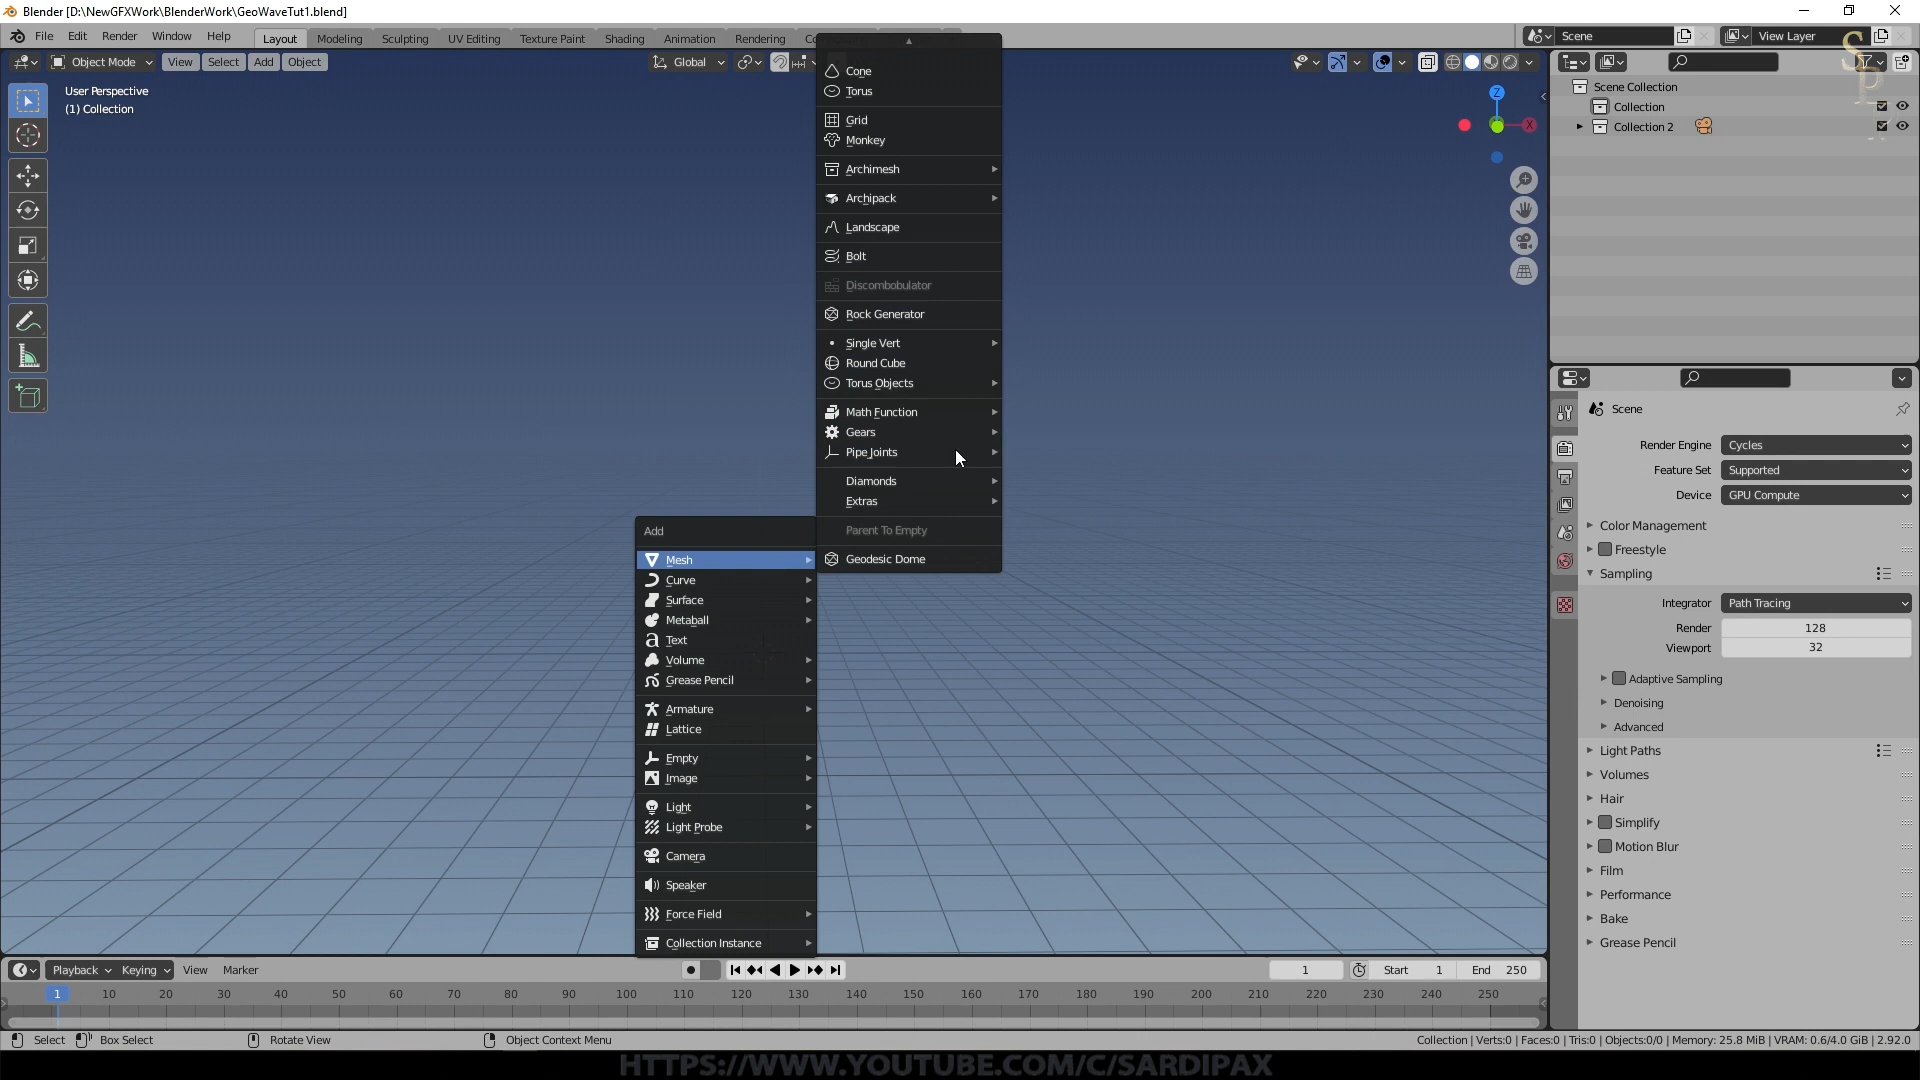 Blender [D:\NewGFXWork\BlenderWork\GeoWaveTut1.blend]
File Edit Render Window Help
Layout Modeling Sculpting UV Editing Texture Paint Shading Animation Rendering
Scene
View Layer
Object Mode View Select Add Object
Global
User Perspective
(1) Collection
Z
X
Cone
Torus
Grid
Monkey
Archimesh
Archipack
Landscape
Bolt
Discombobulator
Rock Generator
Single Vert
Round Cube
Torus Objects
Math Function
Gears
Pipe Joints
Diamonds
Extras
Parent To Empty
Geodesic Dome
Add
Mesh
Curve
Surface
Metaball
Text
Volume
Grease Pencil
Armature
Lattice
Empty
Image
Light
Light Probe
Camera
Speaker
Force Field
Collection Instance
Scene Collection
Collection
Collection 2
Scene
Render Engine Cycles
Feature Set Supported
Device GPU Compute
Color Management
Freestyle
Sampling
Integrator Path Tracing
Render 128
Viewport 32
Adaptive Sampling
Denoising
Advanced
Light Paths
Volumes
Hair
Simplify
Motion Blur
Film
Performance
Bake
Grease Pencil
Playback Keying View Marker
1 Start 1 End 250
1 10 20 30 40 50 60 70 80 90 100 110 120 130 140 150 160 170 180 190 200 210 220 230 240 250
Select Box Select Rotate View Object Context Menu
Collection | Verts:0 | Faces:0 | Tris:0 | Objects:0/0 | Memory: 25.8 MiB | VRAM: 0.6/4.0 GiB | 2.92.0
HTTPS://WWW.YOUTUBE.COM/C/SARDIPAX